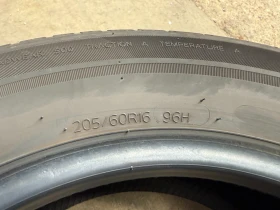 TRACTION A TEMPERATURE A
205/60R16 96H